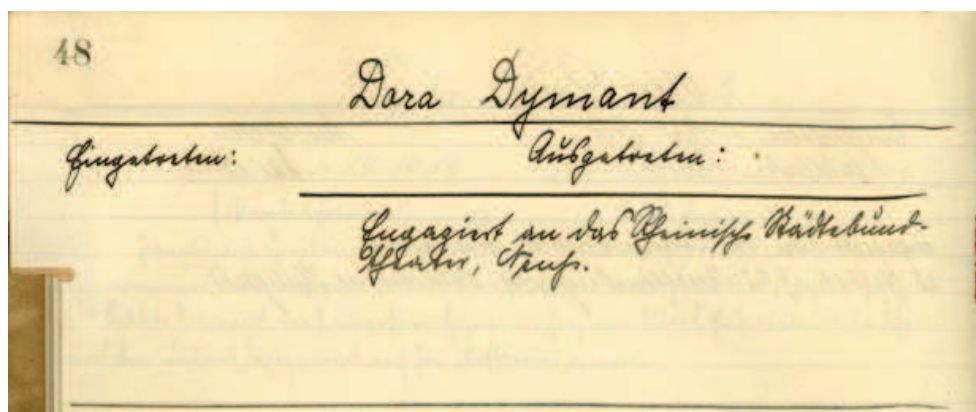 48
Dora Dymant
Eingetreten: Ausgetreten:
Engagiert an das Rheinische Städtebund-
theater, Neuß.